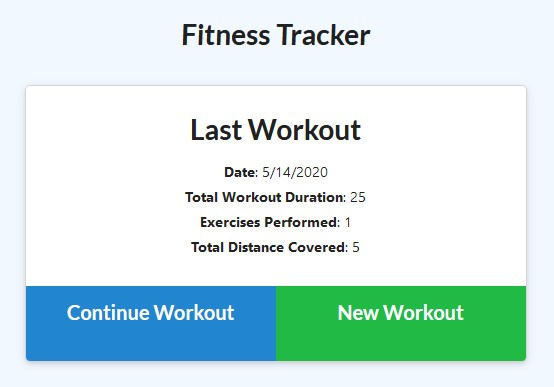 Fitness Tracker
Last Workout
Date: 5/14/2020
Total Workout Duration: 25
Exercises Performed: 1
Total Distance Covered: 5
Continue Workout
New Workout